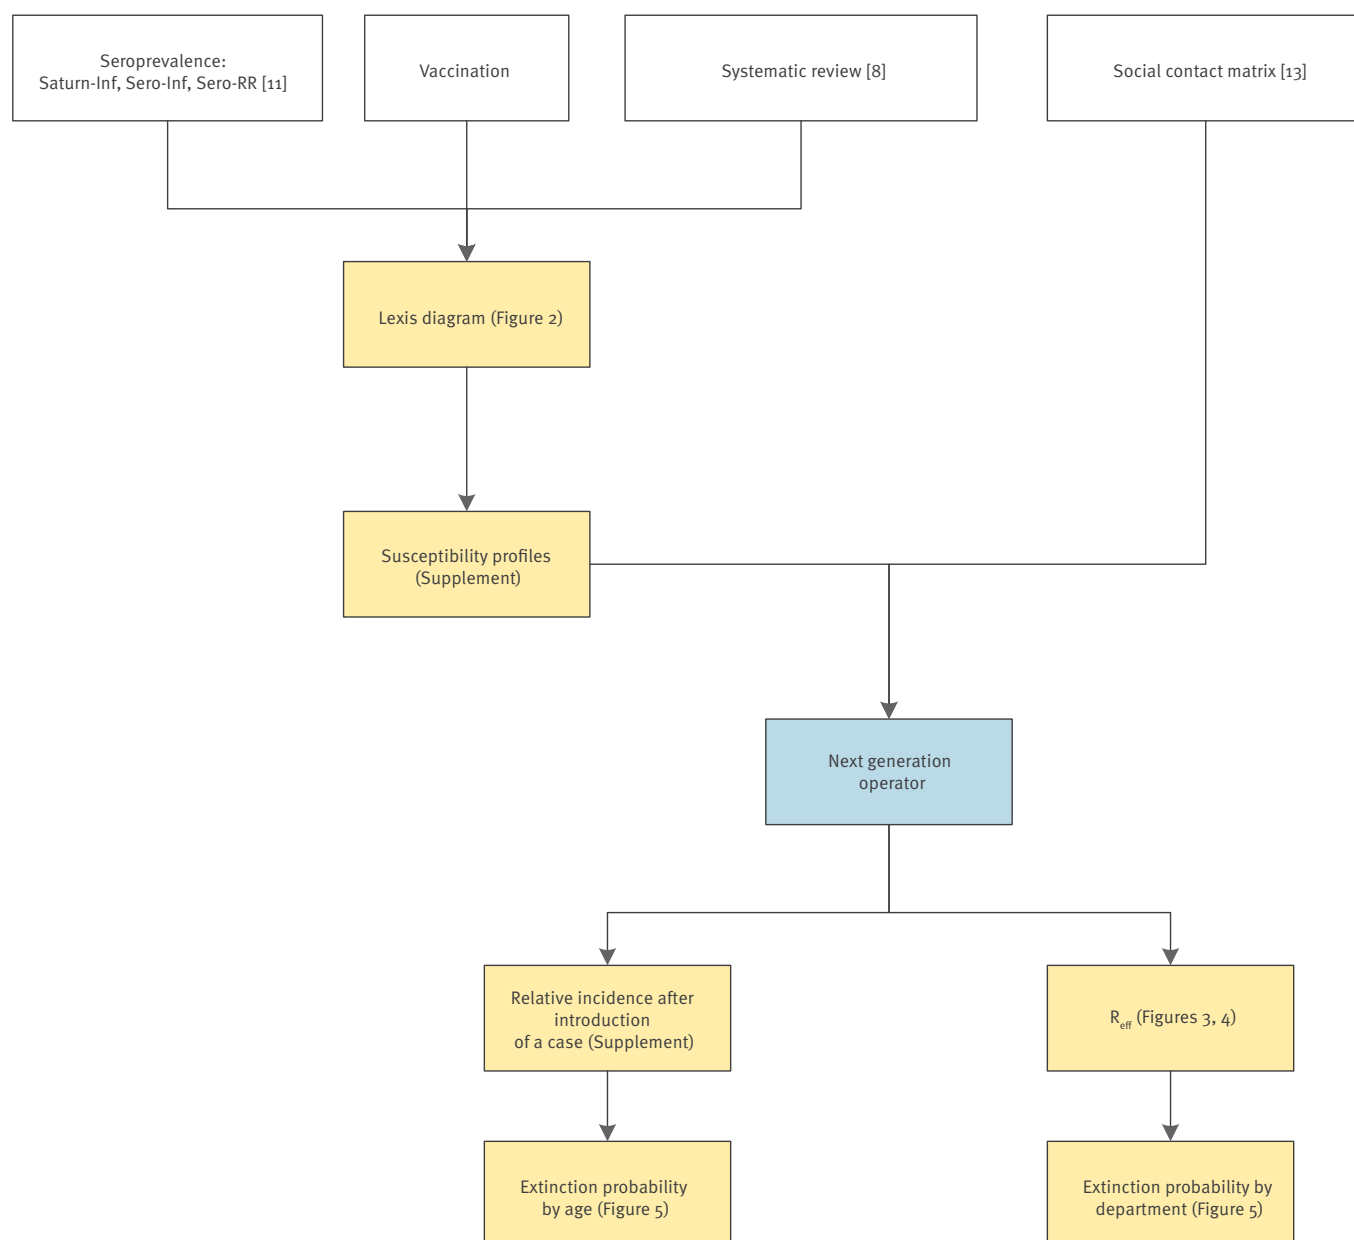 Seroprevalence:
Saturn-Inf, Sero-Inf, Sero-RR [11]
Vaccination
Systematic review [8]
Social contact matrix [13]
Lexis diagram (Figure 2)
Susceptibility profiles
(Supplement)
Next generation
operator
Relative incidence after
introduction
of a case (Supplement)
Reff (Figures 3, 4)
Extinction probability
by age (Figure 5)
Extinction probability by
department (Figure 5)